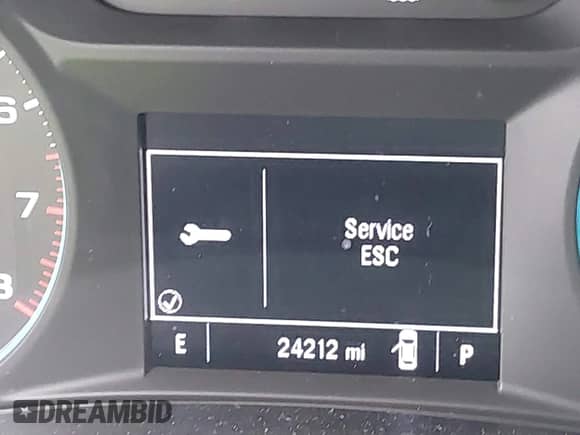 6
7
8
Service
ESC
E
24212 mi
P
DREAMBID